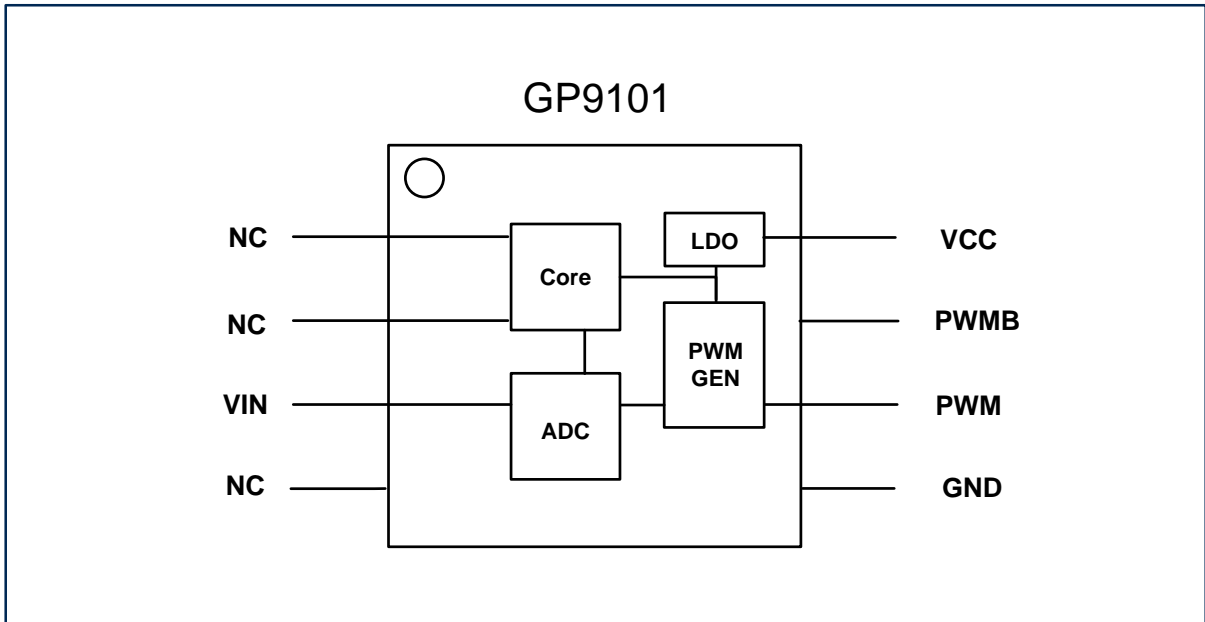 GP9101
NC
LDO
VCC
Core
NC
PWMB
PWM
GEN
VIN
ADC
PWM
NC
GND